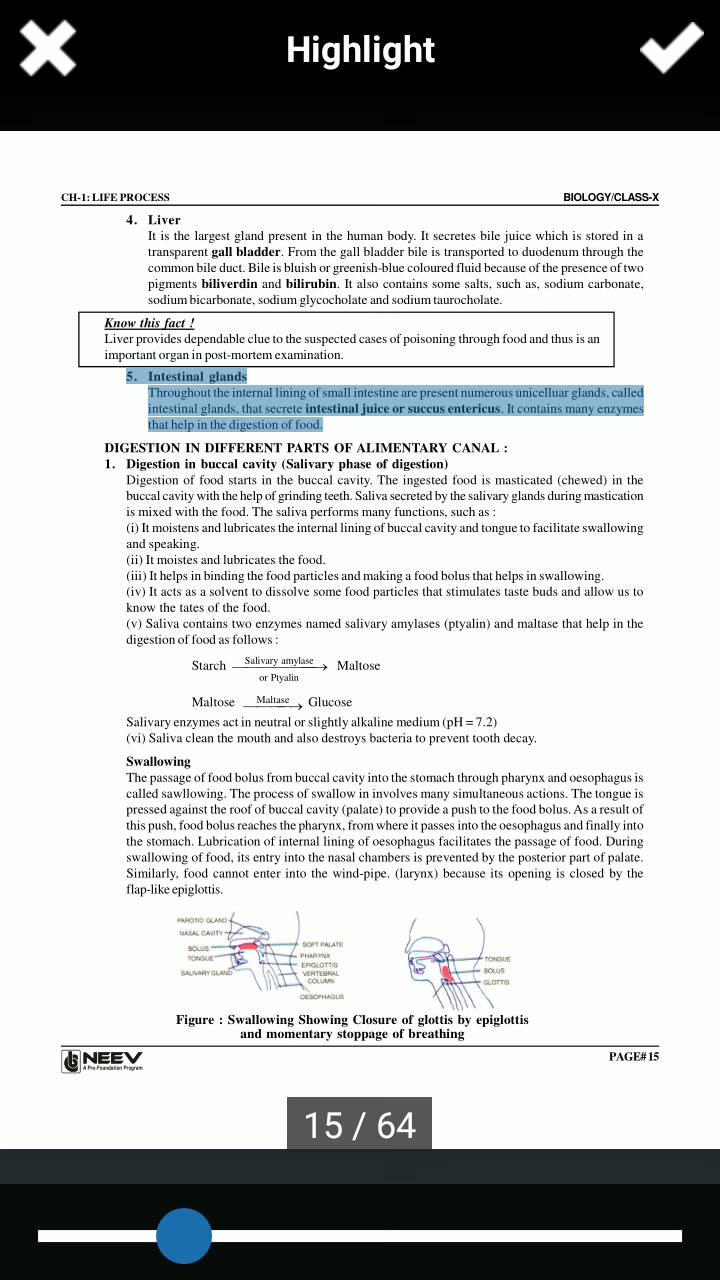 Highlight
CH-1: LIFE PROCESS BIOLOGY/CLASS-X
4. Liver
It is the largest gland present in the human body. It secretes bile juice which is stored in a
transparent gall bladder. From the gall bladder bile is transported to duodenum through the
common bile duct. Bile is bluish or greenish-blue coloured fluid because of the presence of two
pigments biliverdin and bilirubin. It also contains some salts, such as, sodium carbonate,
sodium bicarbonate, sodium glycocholate and sodium taurocholate.
Know this fact !
Liver provides dependable clue to the suspected cases of poisoning through food and thus is an
important organ in post-mortem examination.
5. Intestinal glands
Throughout the internal lining of small intestine are present numerous unicelluar glands, called
intestinal glands, that secrete intestinal juice or succus entericus. It contains many enzymes
that help in the digestion of food.
DIGESTION IN DIFFERENT PARTS OF ALIMENTARY CANAL :
1. Digestion in buccal cavity (Salivary phase of digestion)
Digestion of food starts in the buccal cavity. The ingested food is masticated (chewed) in the
buccal cavity with the help of grinding teeth. Saliva secreted by the salivary glands during mastication
is mixed with the food. The saliva performs many functions, such as :
(i) It moistens and lubricates the internal lining of buccal cavity and tongue to facilitate swallowing
and speaking.
(ii) It moistes and lubricates the food.
(iii) It helps in binding the food particles and making a food bolus that helps in swallowing.
(iv) It acts as a solvent to dissolve some food particles that stimulates taste buds and allow us to
know the tates of the food.
(v) Saliva contains two enzymes named salivary amylases (ptyalin) and maltase that help in the
digestion of food as follows :
Starch Salivary amylase or Ptyalin → Maltose
Maltose Maltase → Glucose
Salivary enzymes act in neutral or slightly alkaline medium (pH = 7.2)
(vi) Saliva clean the mouth and also destroys bacteria to prevent tooth decay.
Swallowing
The passage of food bolus from buccal cavity into the stomach through pharynx and oesophagus is
called sawllowing. The process of swallow in involves many simultaneous actions. The tongue is
pressed against the roof of buccal cavity (palate) to provide a push to the food bolus. As a result of
this push, food bolus reaches the pharynx, from where it passes into the oesophagus and finally into
the stomach. Lubrication of internal lining of oesophagus facilitates the passage of food. During
swallowing of food, its entry into the nasal chambers is prevented by the posterior part of palate.
Similarly, food cannot enter into the wind-pipe. (larynx) because its opening is closed by the
flap-like epiglottis.
PAROTID GLAND
NASAL CAVITY
BOLUS
TONGUE
SALIVARY GLAND
SOFT PALATE
PHARYNX
EPIGLOTTIS
VERTEBRAL
COLUMN
OESOPHAGUS
TONGUE
BOLUS
GLOTTIS
Figure : Swallowing Showing Closure of glottis by epiglottis
and momentary stoppage of breathing
NEEV
A Pre-Foundation Program
PAGE#15
15 / 64